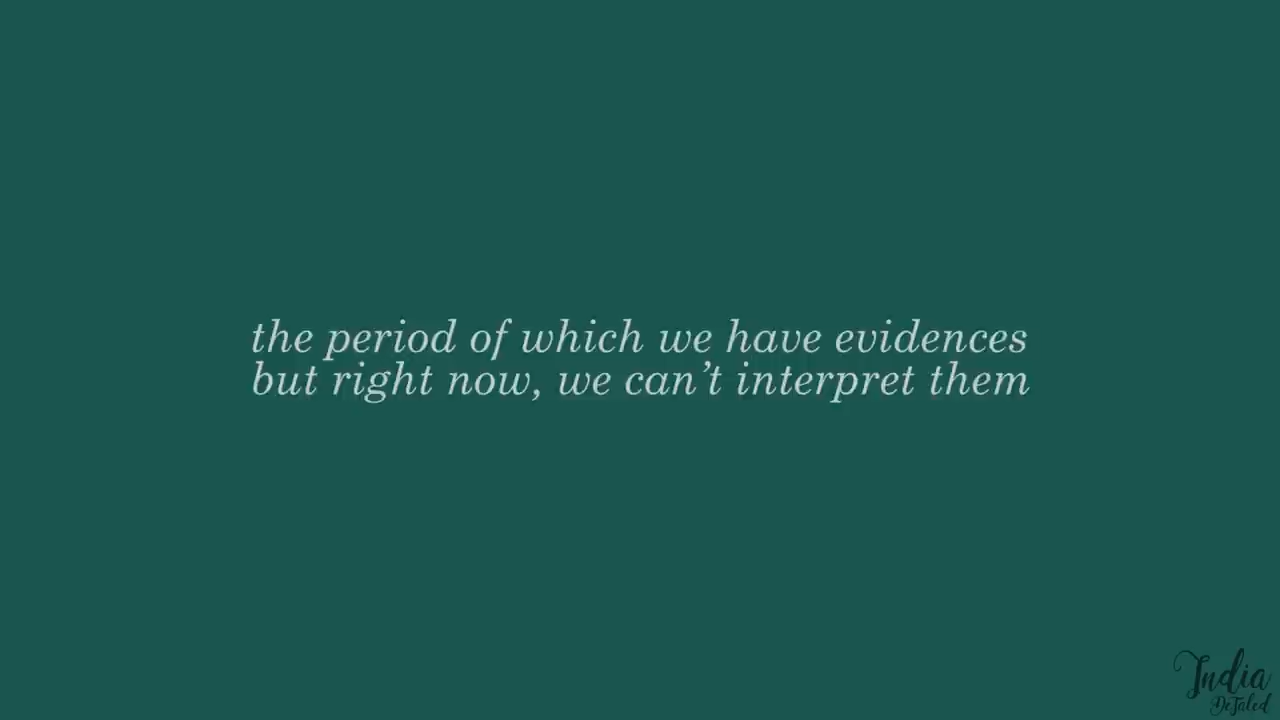 the period of which we have evidences
but right now, we can’t interpret them
India
DeTaled